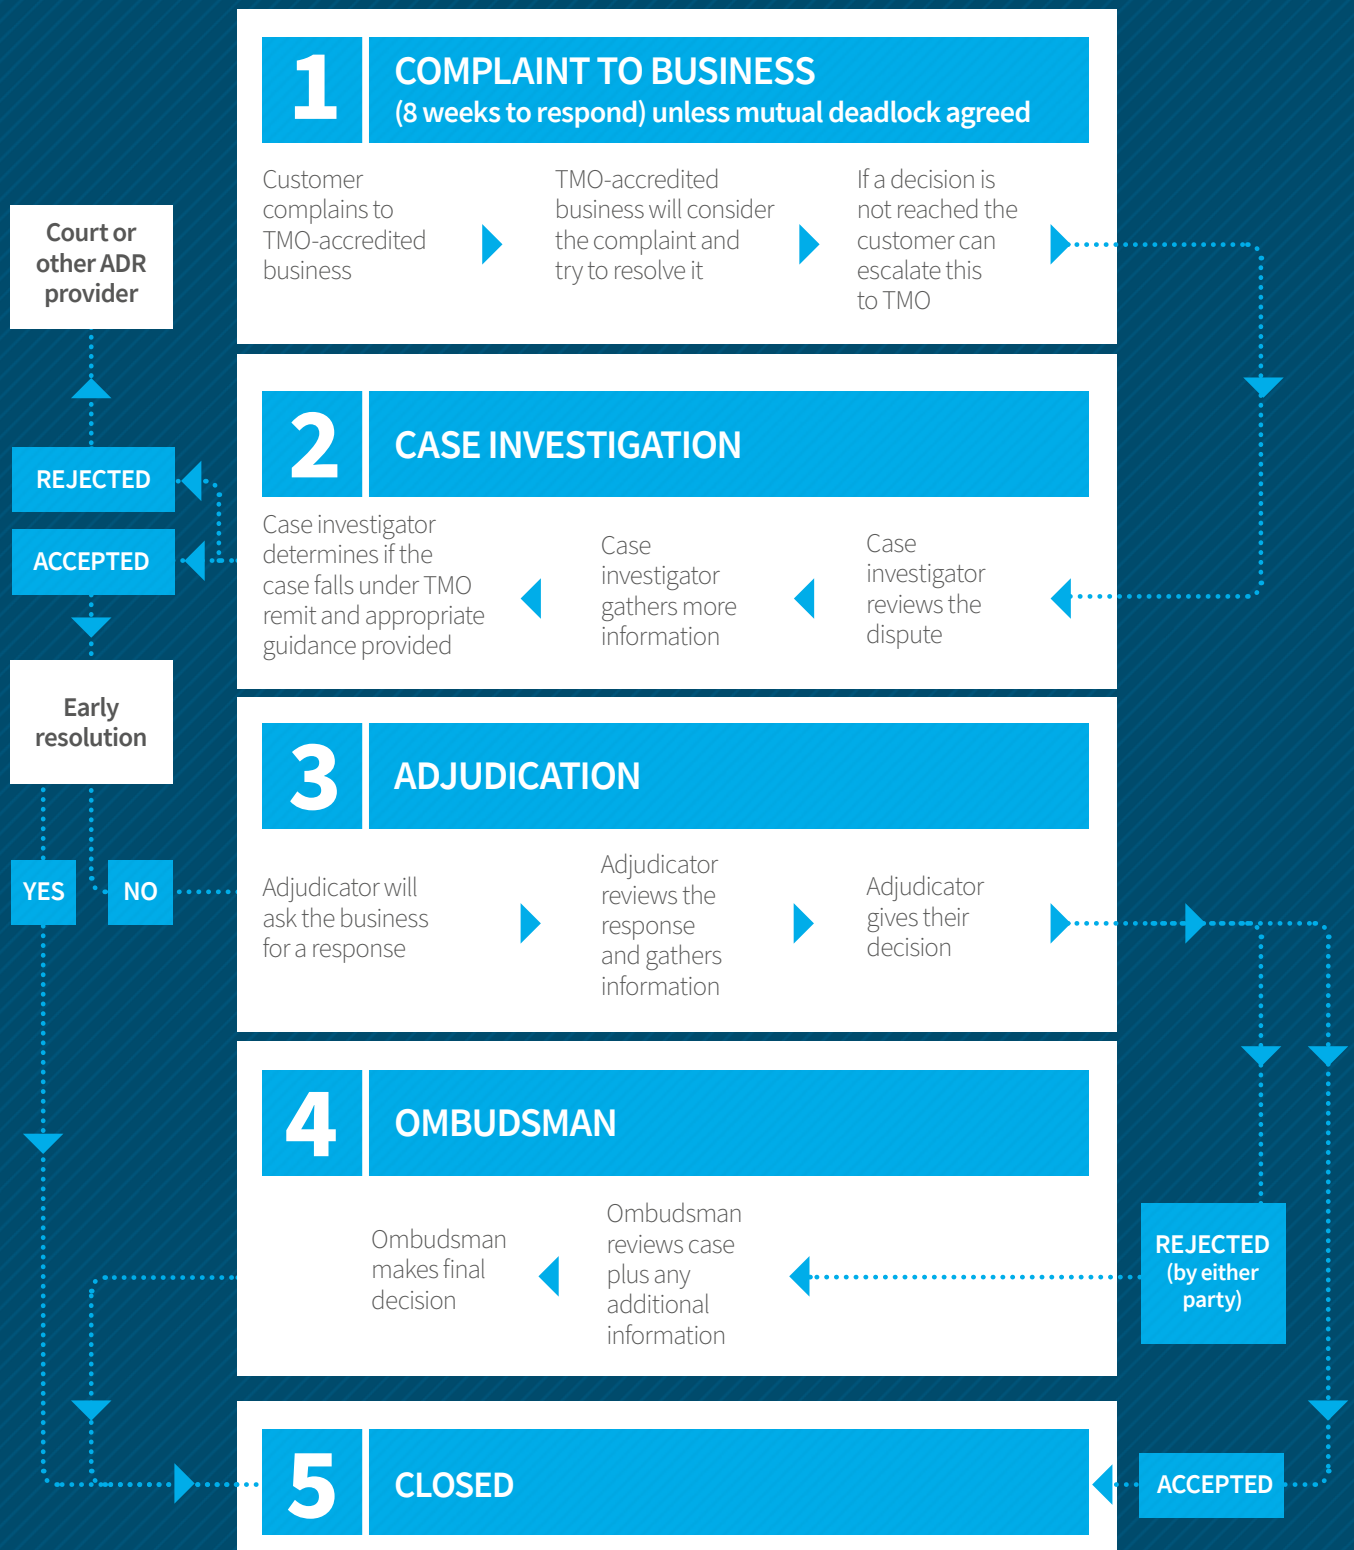 1
COMPLAINT TO BUSINESS
(8 weeks to respond) unless mutual deadlock agreed
Customer
complains to
TMO-accredited
business
TMO-accredited
business will consider
the complaint and
try to resolve it
If a decision is
not reached the
customer can
escalate this
to TMO
Court or
other ADR
provider
2
CASE INVESTIGATION
REJECTED
ACCEPTED
Case investigator
determines if the
case falls under TMO
remit and appropriate
guidance provided
Case
investigator
gathers more
information
Case
investigator
reviews the
dispute
Early
resolution
YES
NO
3
ADJUDICATION
Adjudicator will
ask the business
for a response
Adjudicator
reviews the
response
and gathers
information
Adjudicator
gives their
decision
4
OMBUDSMAN
Ombudsman
makes final
decision
Ombudsman
reviews case
plus any
additional
information
REJECTED
(by either
party)
5
CLOSED
ACCEPTED